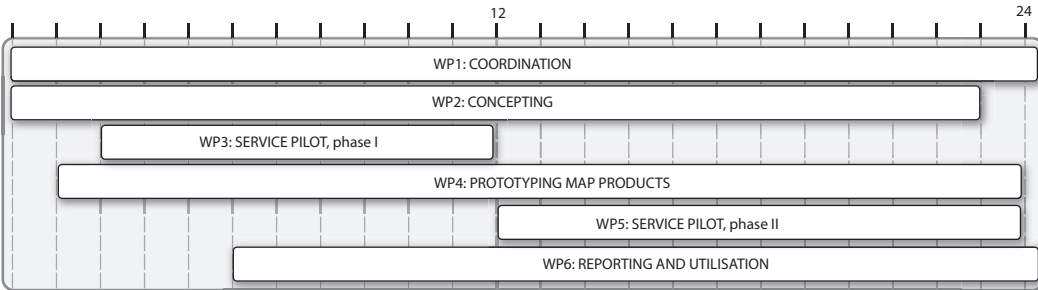 12
24
WP1: COORDINATION
WP2: CONCEPTING
WP3: SERVICE PILOT, phase I
WP4: PROTOTYPING MAP PRODUCTS
WP5: SERVICE PILOT, phase II
WP6: REPORTING AND UTILISATION